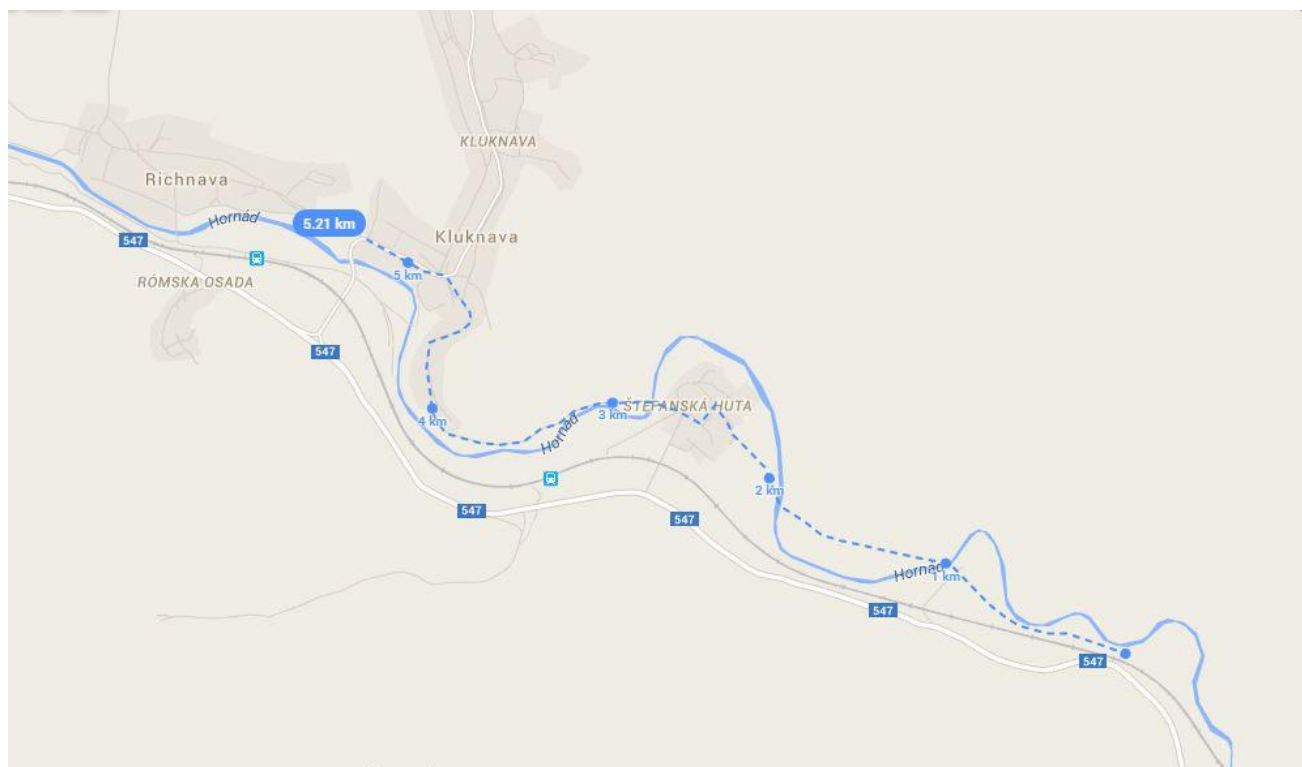 KLUKNAVA
Richnava
Hornád
5.21 km
Kluknava
547
5 km
RÓMSKA OSADA
547
ŠTEFANSKÁ HUTA
3 km
4 km
Hornád
2 km
547
547
Hornád
1 km
547
547